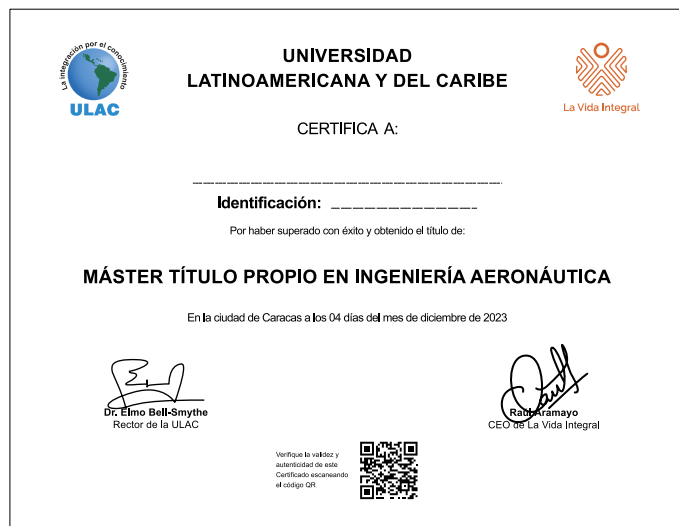 La integración por el conocimiento
ULAC
UNIVERSIDAD
LATINOAMERICANA Y DEL CARIBE
La Vida Integral
CERTIFICA A:
Identificación:
Por haber superado con éxito y obtenido el título de:
MÁSTER TÍTULO PROPIO EN INGENIERÍA AERONÁUTICA
En la ciudad de Caracas a los 04 días del mes de diciembre de 2023
Dr. Elmo Bell-Smythe
Rector de la ULAC
Raúl Aramayo
CEO de La Vida Integral
Verifique la validez y
autenticidad de este
Certificado escaneando
el código QR